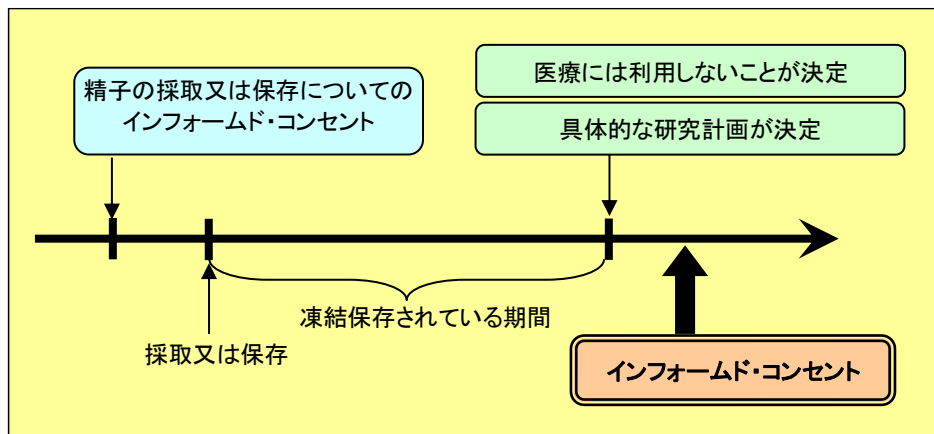 精子の採取又は保存についての
インフォームド・コンセント
医療には利用しないことが決定
具体的な研究計画が決定
凍結保存されている期間
採取又は保存
インフォームド・コンセント